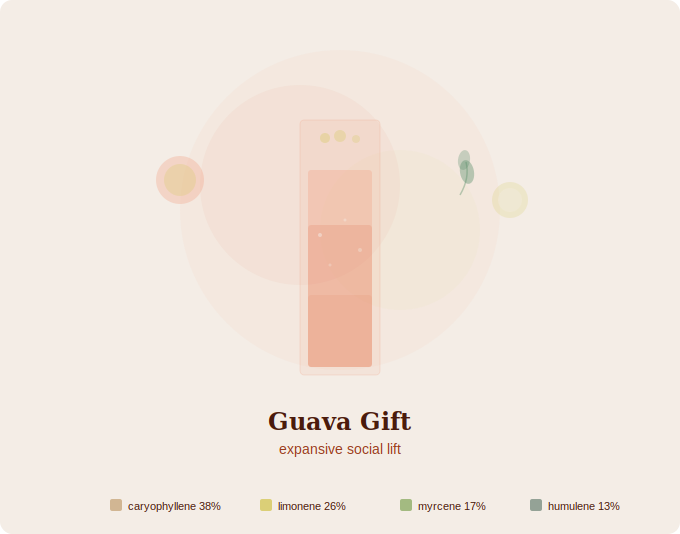 Guava Gift
expansive social lift
caryophyllene 38% limonene 26% myrcene 17% humulene 13%